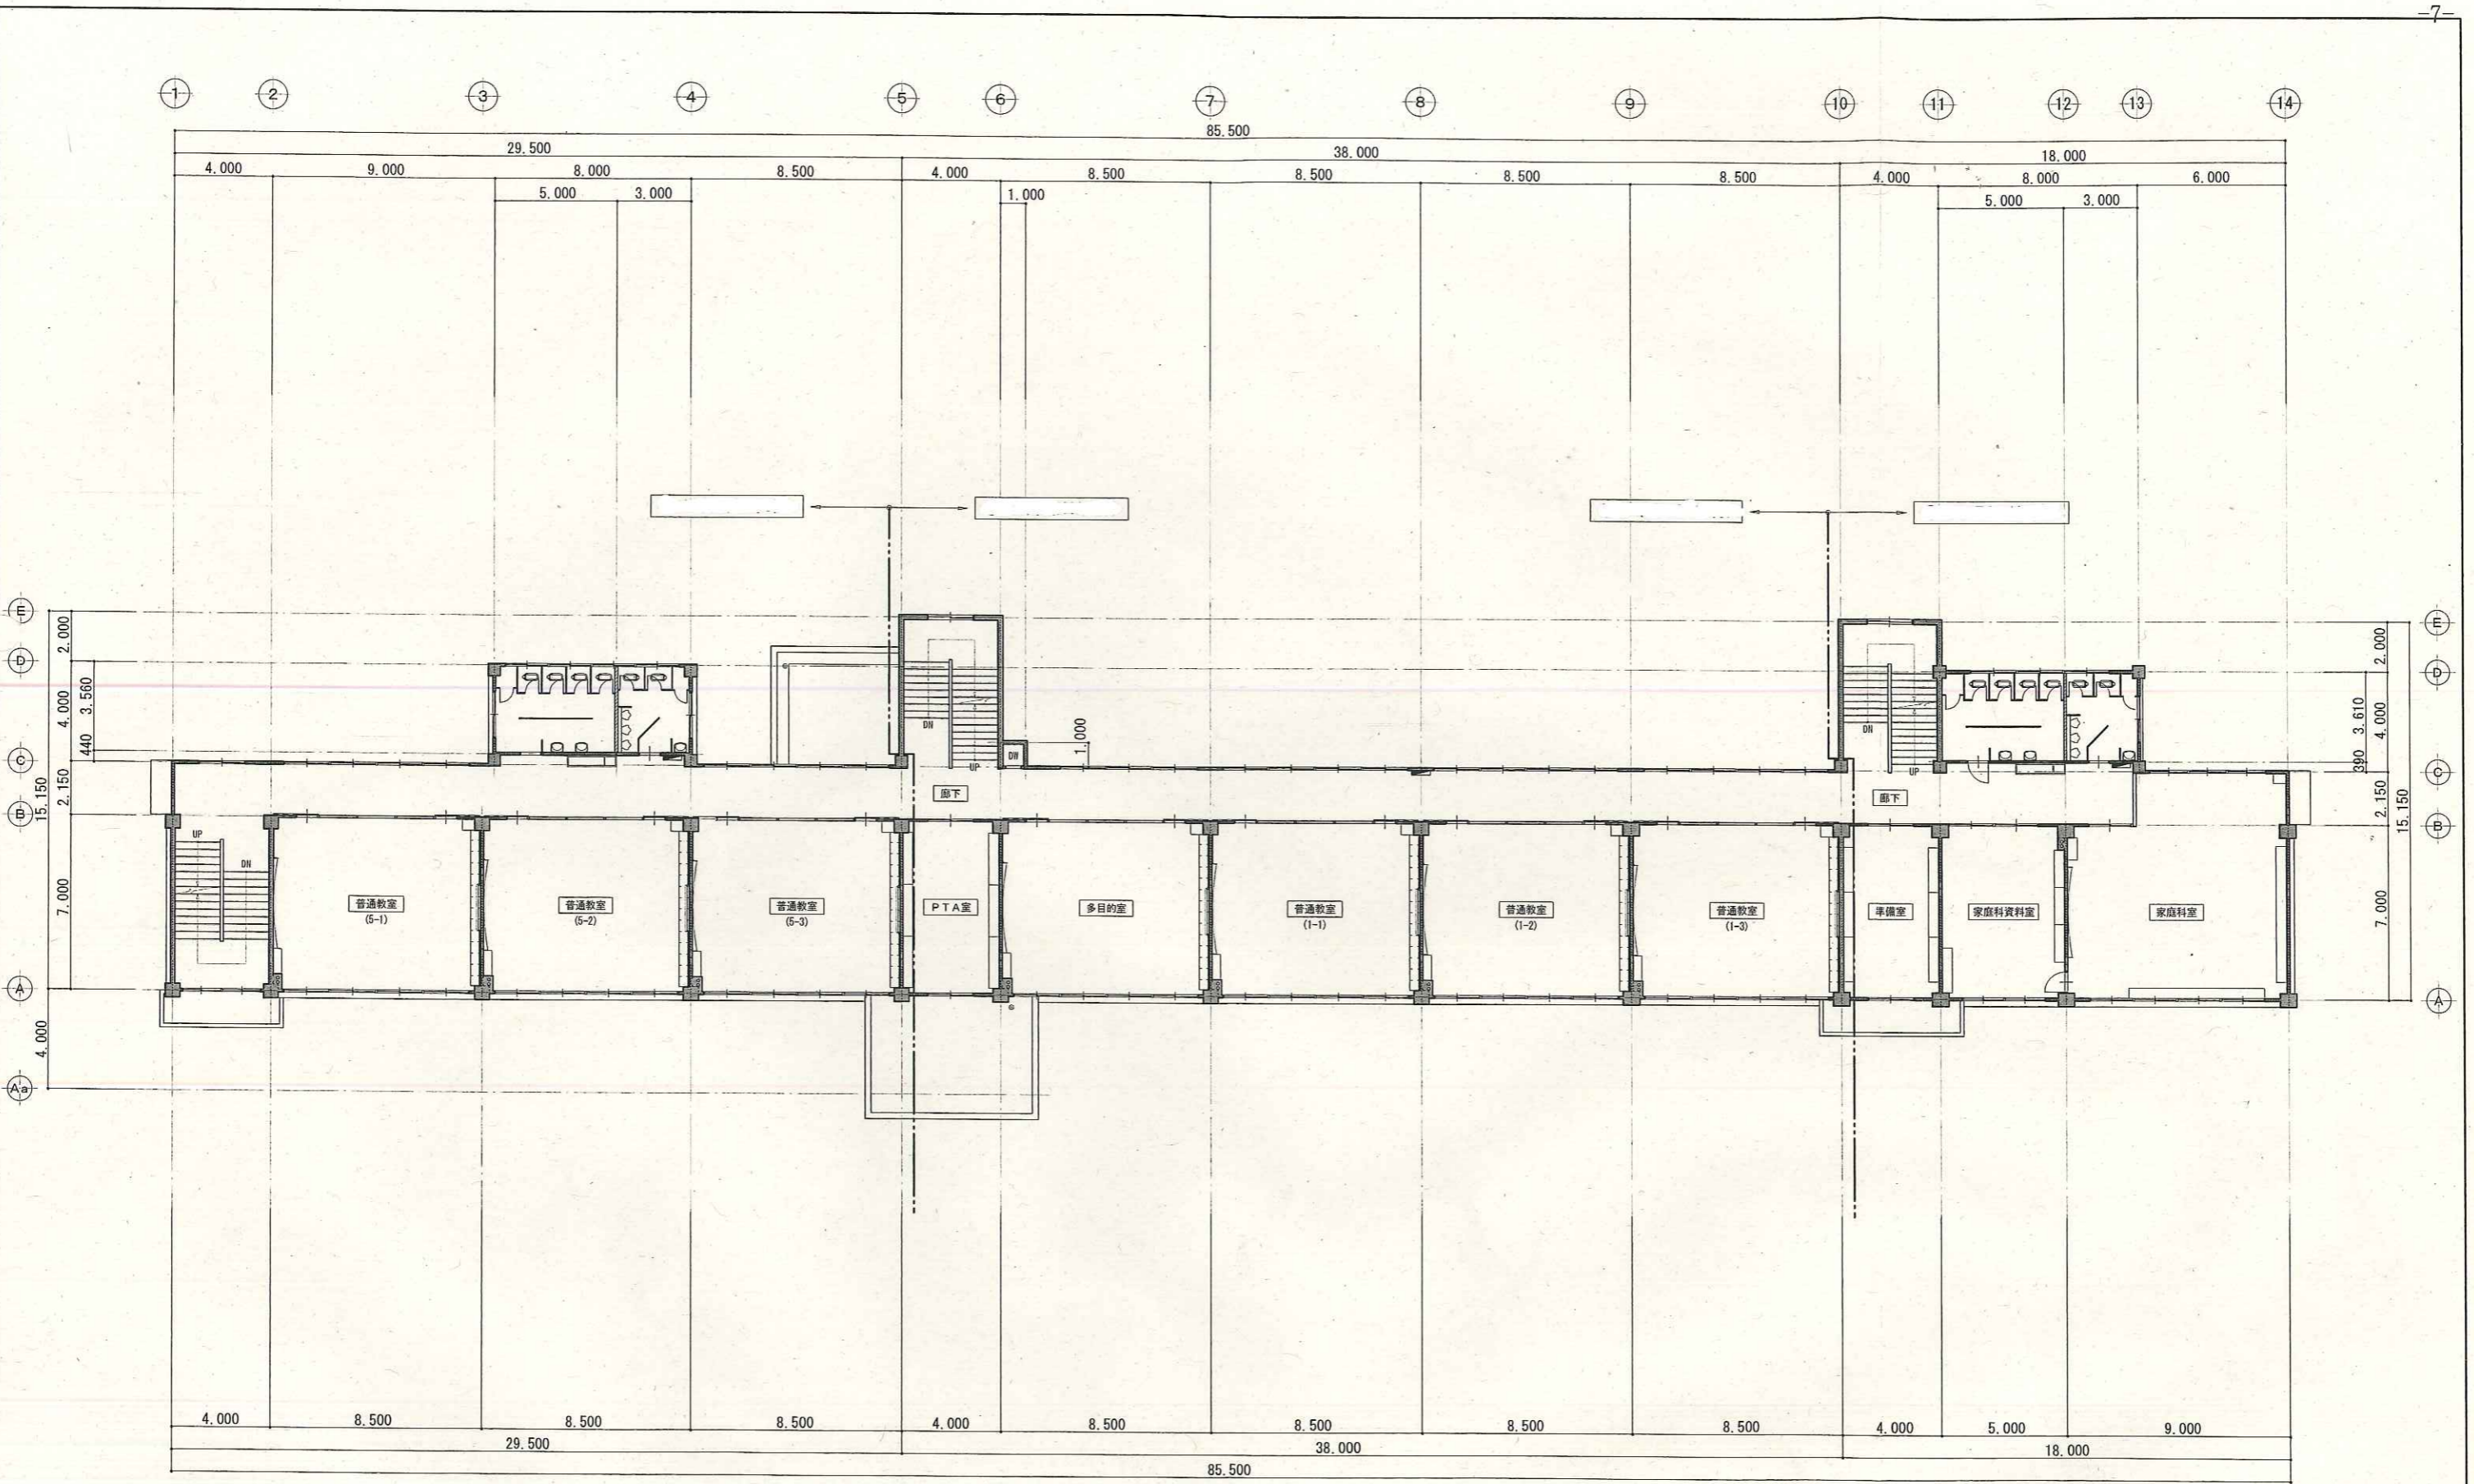 -7-
1 2 3 4 5 6 7 8 9 10 11 12 13 14
85.500
29.500 38.000 18.000
4.000 9.000 8.000 8.500 4.000 8.500 8.500 8.500 8.500 4.000 8.000 6.000
5.000 3.000 1.000 5.000 3.000
E E
2.000 2.000
D D
4.000 3.560 3.610 4.000
440 390
DN DN
1.000
DW
UP UP
C C
15.150 2.150 2.150 15.150
廊下 廊下
B B
UP
DN
7.000 7.000
普通教室 普通教室 普通教室 PTA室 多目的室 普通教室 普通教室 普通教室 準備室 家庭科資料室 家庭科室
(5-1) (5-2) (5-3) (1-1) (1-2) (1-3)
A A
4.000
Aa
4.000 8.500 8.500 8.500 4.000 8.500 8.500 8.500 8.500 4.000 5.000 9.000
29.500 38.000 18.000
85.500